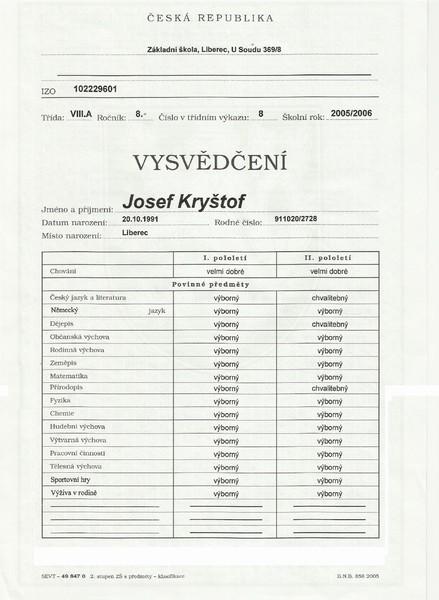 ČESKÁ REPUBLIKA
Základní škola, Liberec, U Soudu 369/8
IZO 102229601
Třída: VIII.A Ročník: 8.- Číslo v třídním výkazu: 8 Školní rok: 2005/2006
VYSVĚDČENÍ
Jméno a příjmení: Josef Kryštof
Datum narození: 20.10.1991 Rodné číslo: 911020/2728
Místo narození: Liberec
I. pololetí II. pololetí
Chování velmi dobré velmi dobré
Povinné předměty
Český jazyk a literatura výborný chvalitebný
Německý jazyk výborný výborný
Dějepis výborný chvalitebný
Občanská výchova výborný výborný
Rodinná výchova výborný výborný
Zeměpis výborný výborný
Matematika výborný výborný
Přírodopis výborný chvalitebný
Fyzika výborný výborný
Chemie výborný výborný
Hudební výchova výborný výborný
Výtvarná výchova výborný výborný
Pracovní činnosti výborný výborný
Tělesná výchova výborný výborný
Sportovní hry výborný výborný
Výživa v rodině výborný výborný
SEVT – 49 847 0 2. stupeň ZŠ s předměty – klasifikace D.N.B. 858 2005